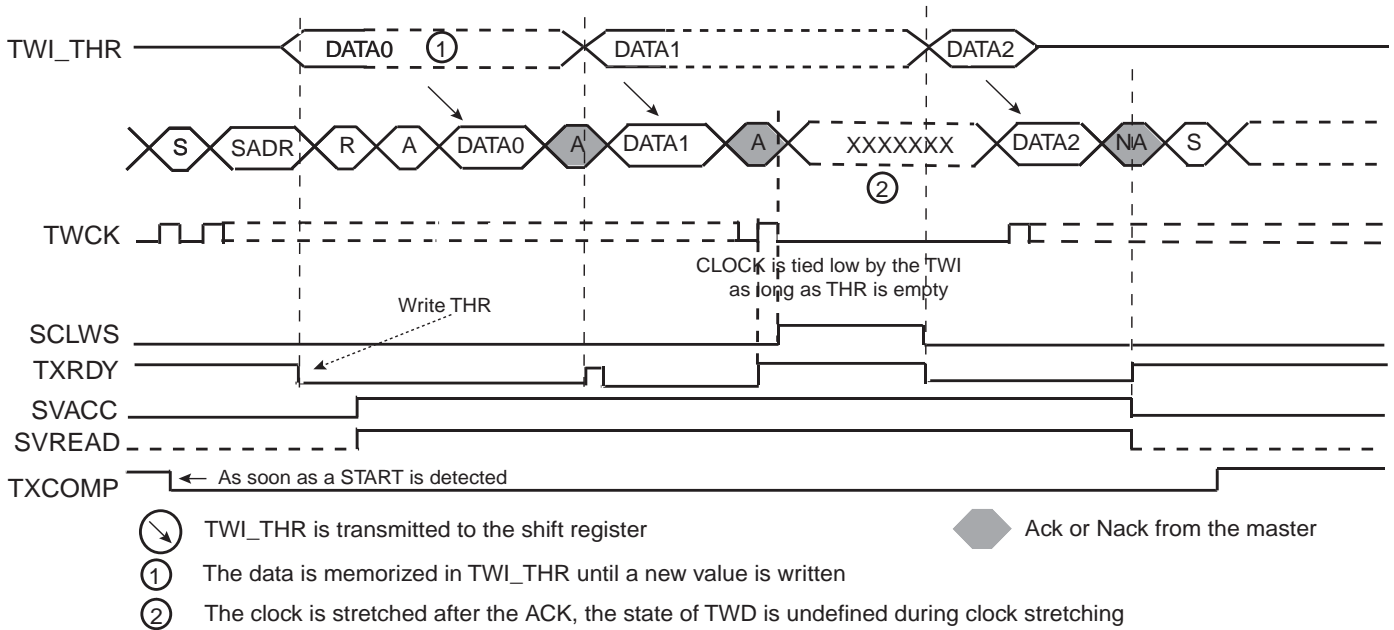 TWI_THR DATA0 1 DATA1 DATA2
S SADR R A DATA0 A DATA1 A XXXXXXX DATA2 NA S
2
TWCK
CLOCK is tied low by the TWI
as long as THR is empty
Write THR
SCLWS
TXRDY
SVACC
SVREAD
TXCOMP As soon as a START is detected
TWI_THR is transmitted to the shift register Ack or Nack from the master
1 The data is memorized in TWI_THR until a new value is written
2 The clock is stretched after the ACK, the state of TWD is undefined during clock stretching